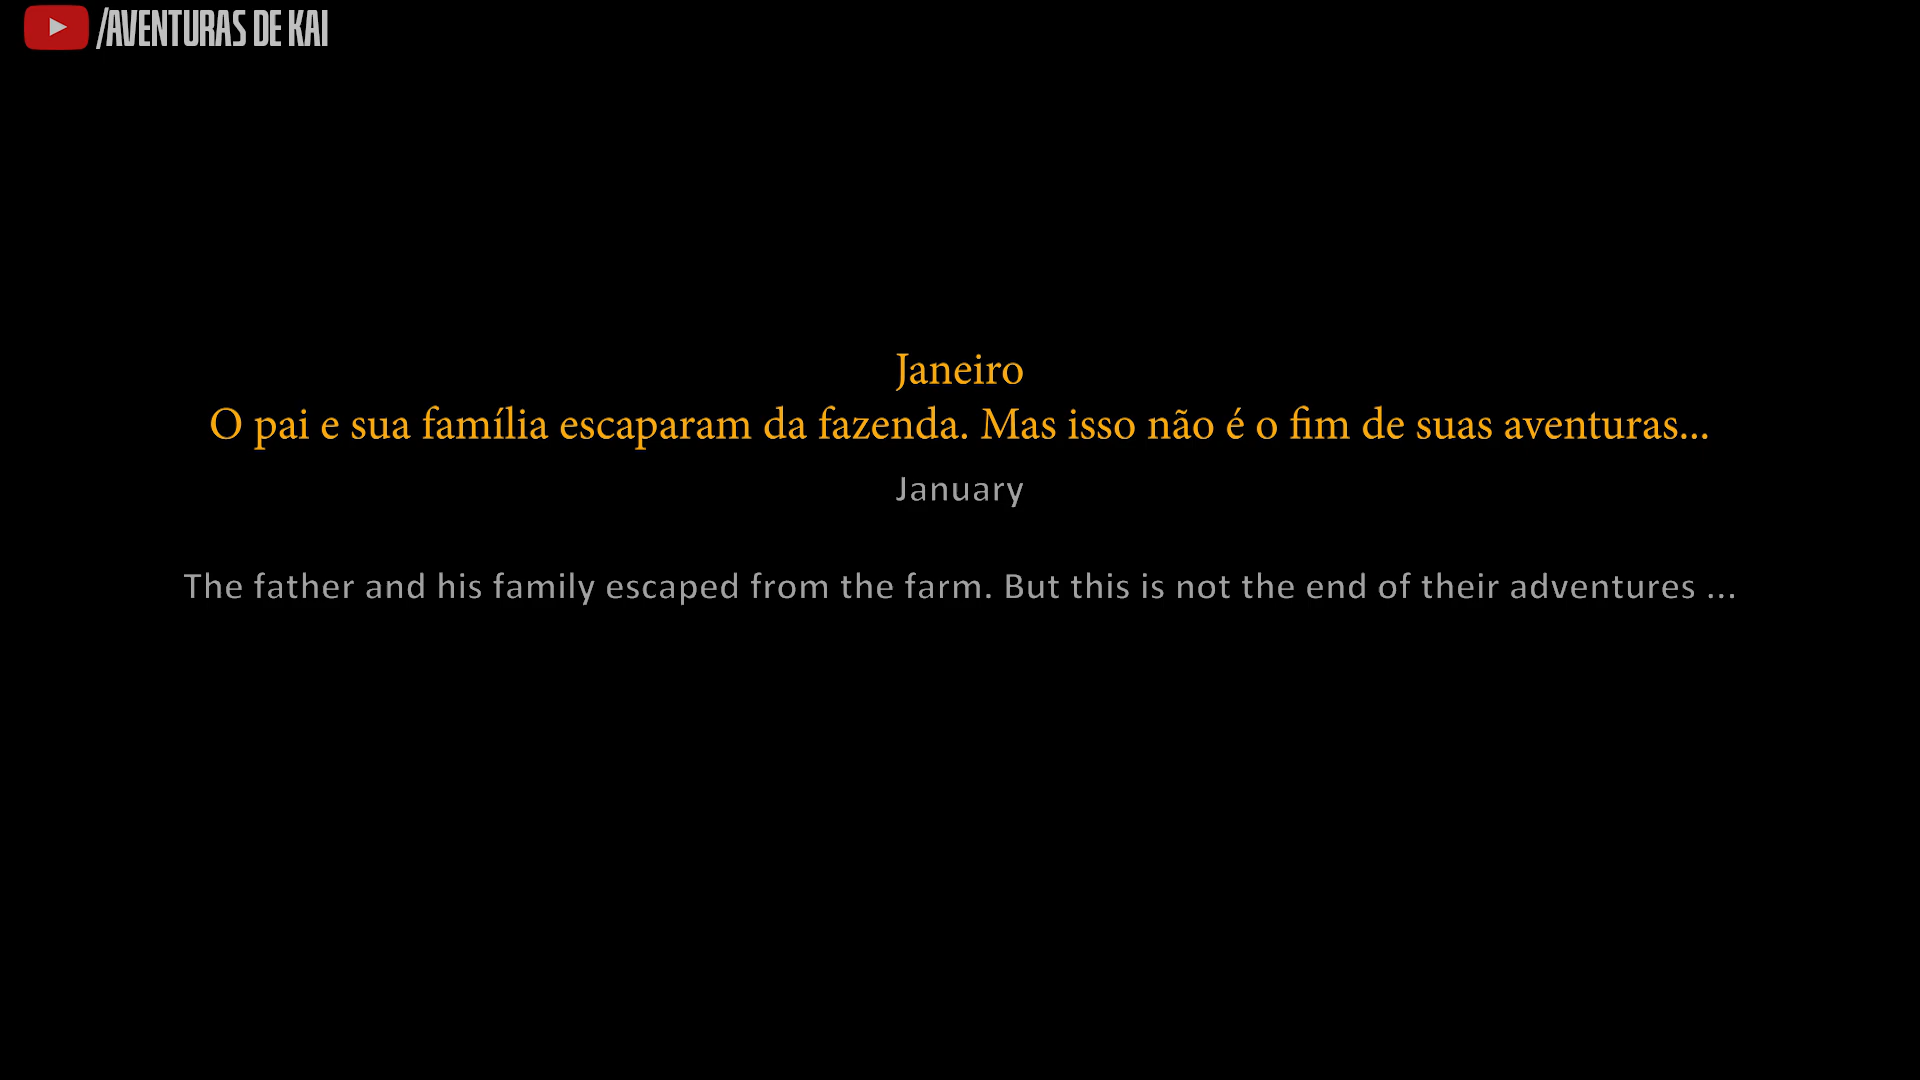 /AVENTURAS DE KAI
Janeiro
O pai e sua família escaparam da fazenda. Mas isso não é o fim de suas aventuras...
January
The father and his family escaped from the farm. But this is not the end of their adventures ...